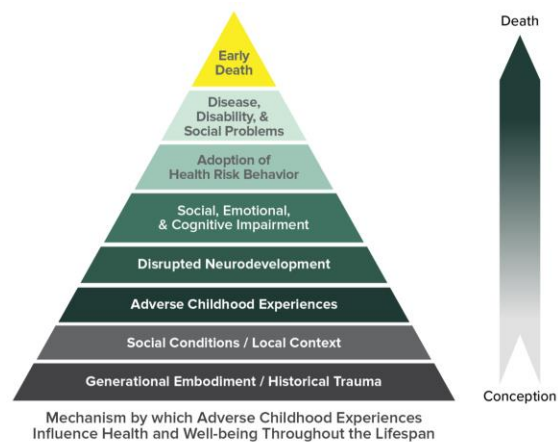 Death
Early
Death
Disease,
Disability, &
Social Problems
Adoption of
Health Risk Behavior
Social, Emotional,
& Cognitive Impairment
Disrupted Neurodevelopment
Adverse Childhood Experiences
Social Conditions / Local Context
Generational Embodiment / Historical Trauma
Conception
Mechanism by which Adverse Childhood Experiences
Influence Health and Well-being Throughout the Lifespan